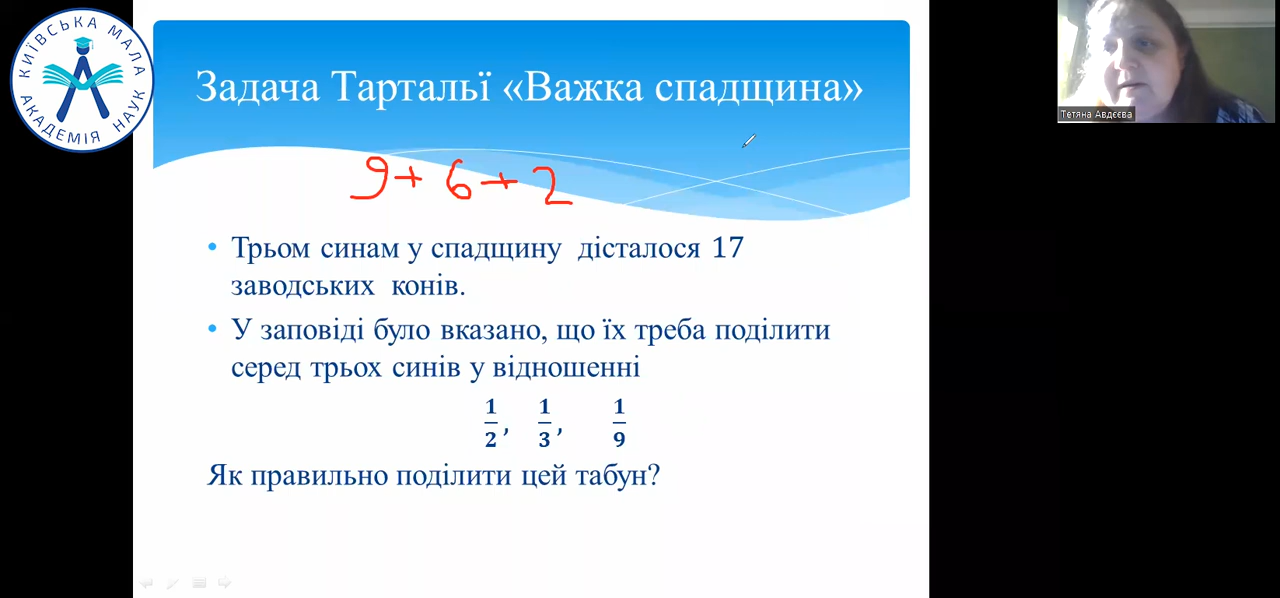 КИЇВСЬКА МАЛА
АКАДЕМІЯ НАУК
Задача Тартальї «Важка спадщина»
9 + 6 + 2
• Трьом синам у спадщину дісталося 17
заводських конів.
• У заповіді було вказано, що їх треба поділити
серед трьох синів у відношенні
1/2, 1/3, 1/9
Як правильно поділити цей табун?
Тетяна Авдєєва